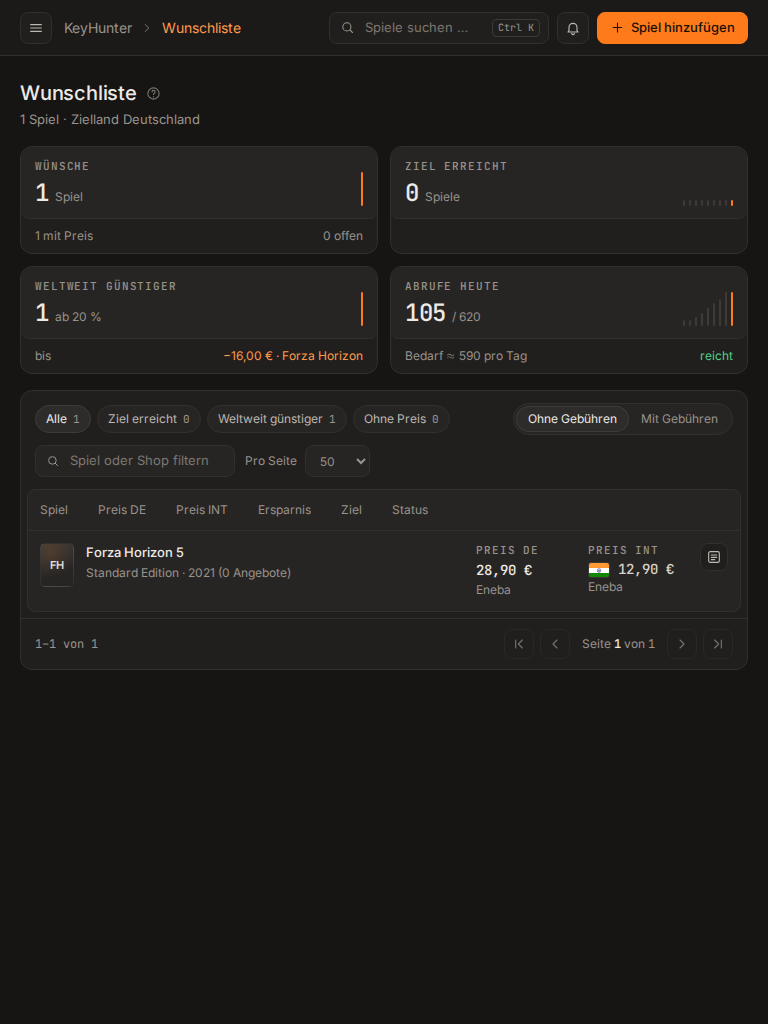 KeyHunter > Wunschliste
Spiele suchen ...
Ctrl K
Spiel hinzufügen
Wunschliste
1 Spiel · Zielland Deutschland
WÜNSCHE
1 Spiel
1 mit Preis
0 offen
ZIEL ERREICHT
0 Spiele
WELTWEIT GÜNSTIGER
1 ab 20 %
bis
−16,00 € · Forza Horizon
ABRUFE HEUTE
105 / 620
Bedarf ≈ 590 pro Tag
reicht
Alle 1
Ziel erreicht 0
Weltweit günstiger 1
Ohne Preis 0
Ohne Gebühren
Mit Gebühren
Spiel oder Shop filtern
Pro Seite
50
Spiel
Preis DE
Preis INT
Ersparnis
Ziel
Status
FH
Forza Horizon 5
Standard Edition · 2021 (0 Angebote)
PREIS DE
28,90 €
Eneba
PREIS INT
12,90 €
Eneba
1–1 von 1
Seite 1 von 1